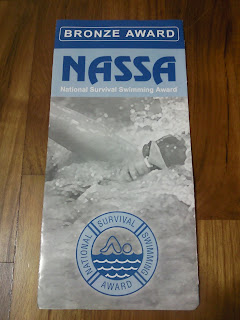 BRONZE AWARD
NASSA
National Survival Swimming Award
NATIONAL SURVIVAL SWIMMING AWARD